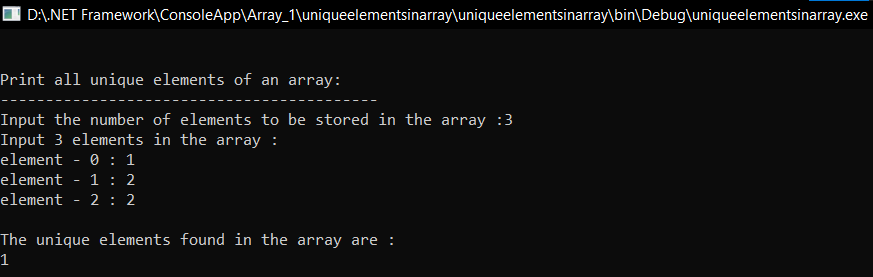 D:\.NET Framework\ConsoleApp\Array_1\uniqueelementsinarray\uniqueelementsinarray\bin\Debug\uniqueelementsinarray.exe
Print all unique elements of an array:
------------------------------------------
Input the number of elements to be stored in the array :3
Input 3 elements in the array :
element - 0 : 1
element - 1 : 2
element - 2 : 2
The unique elements found in the array are :
1